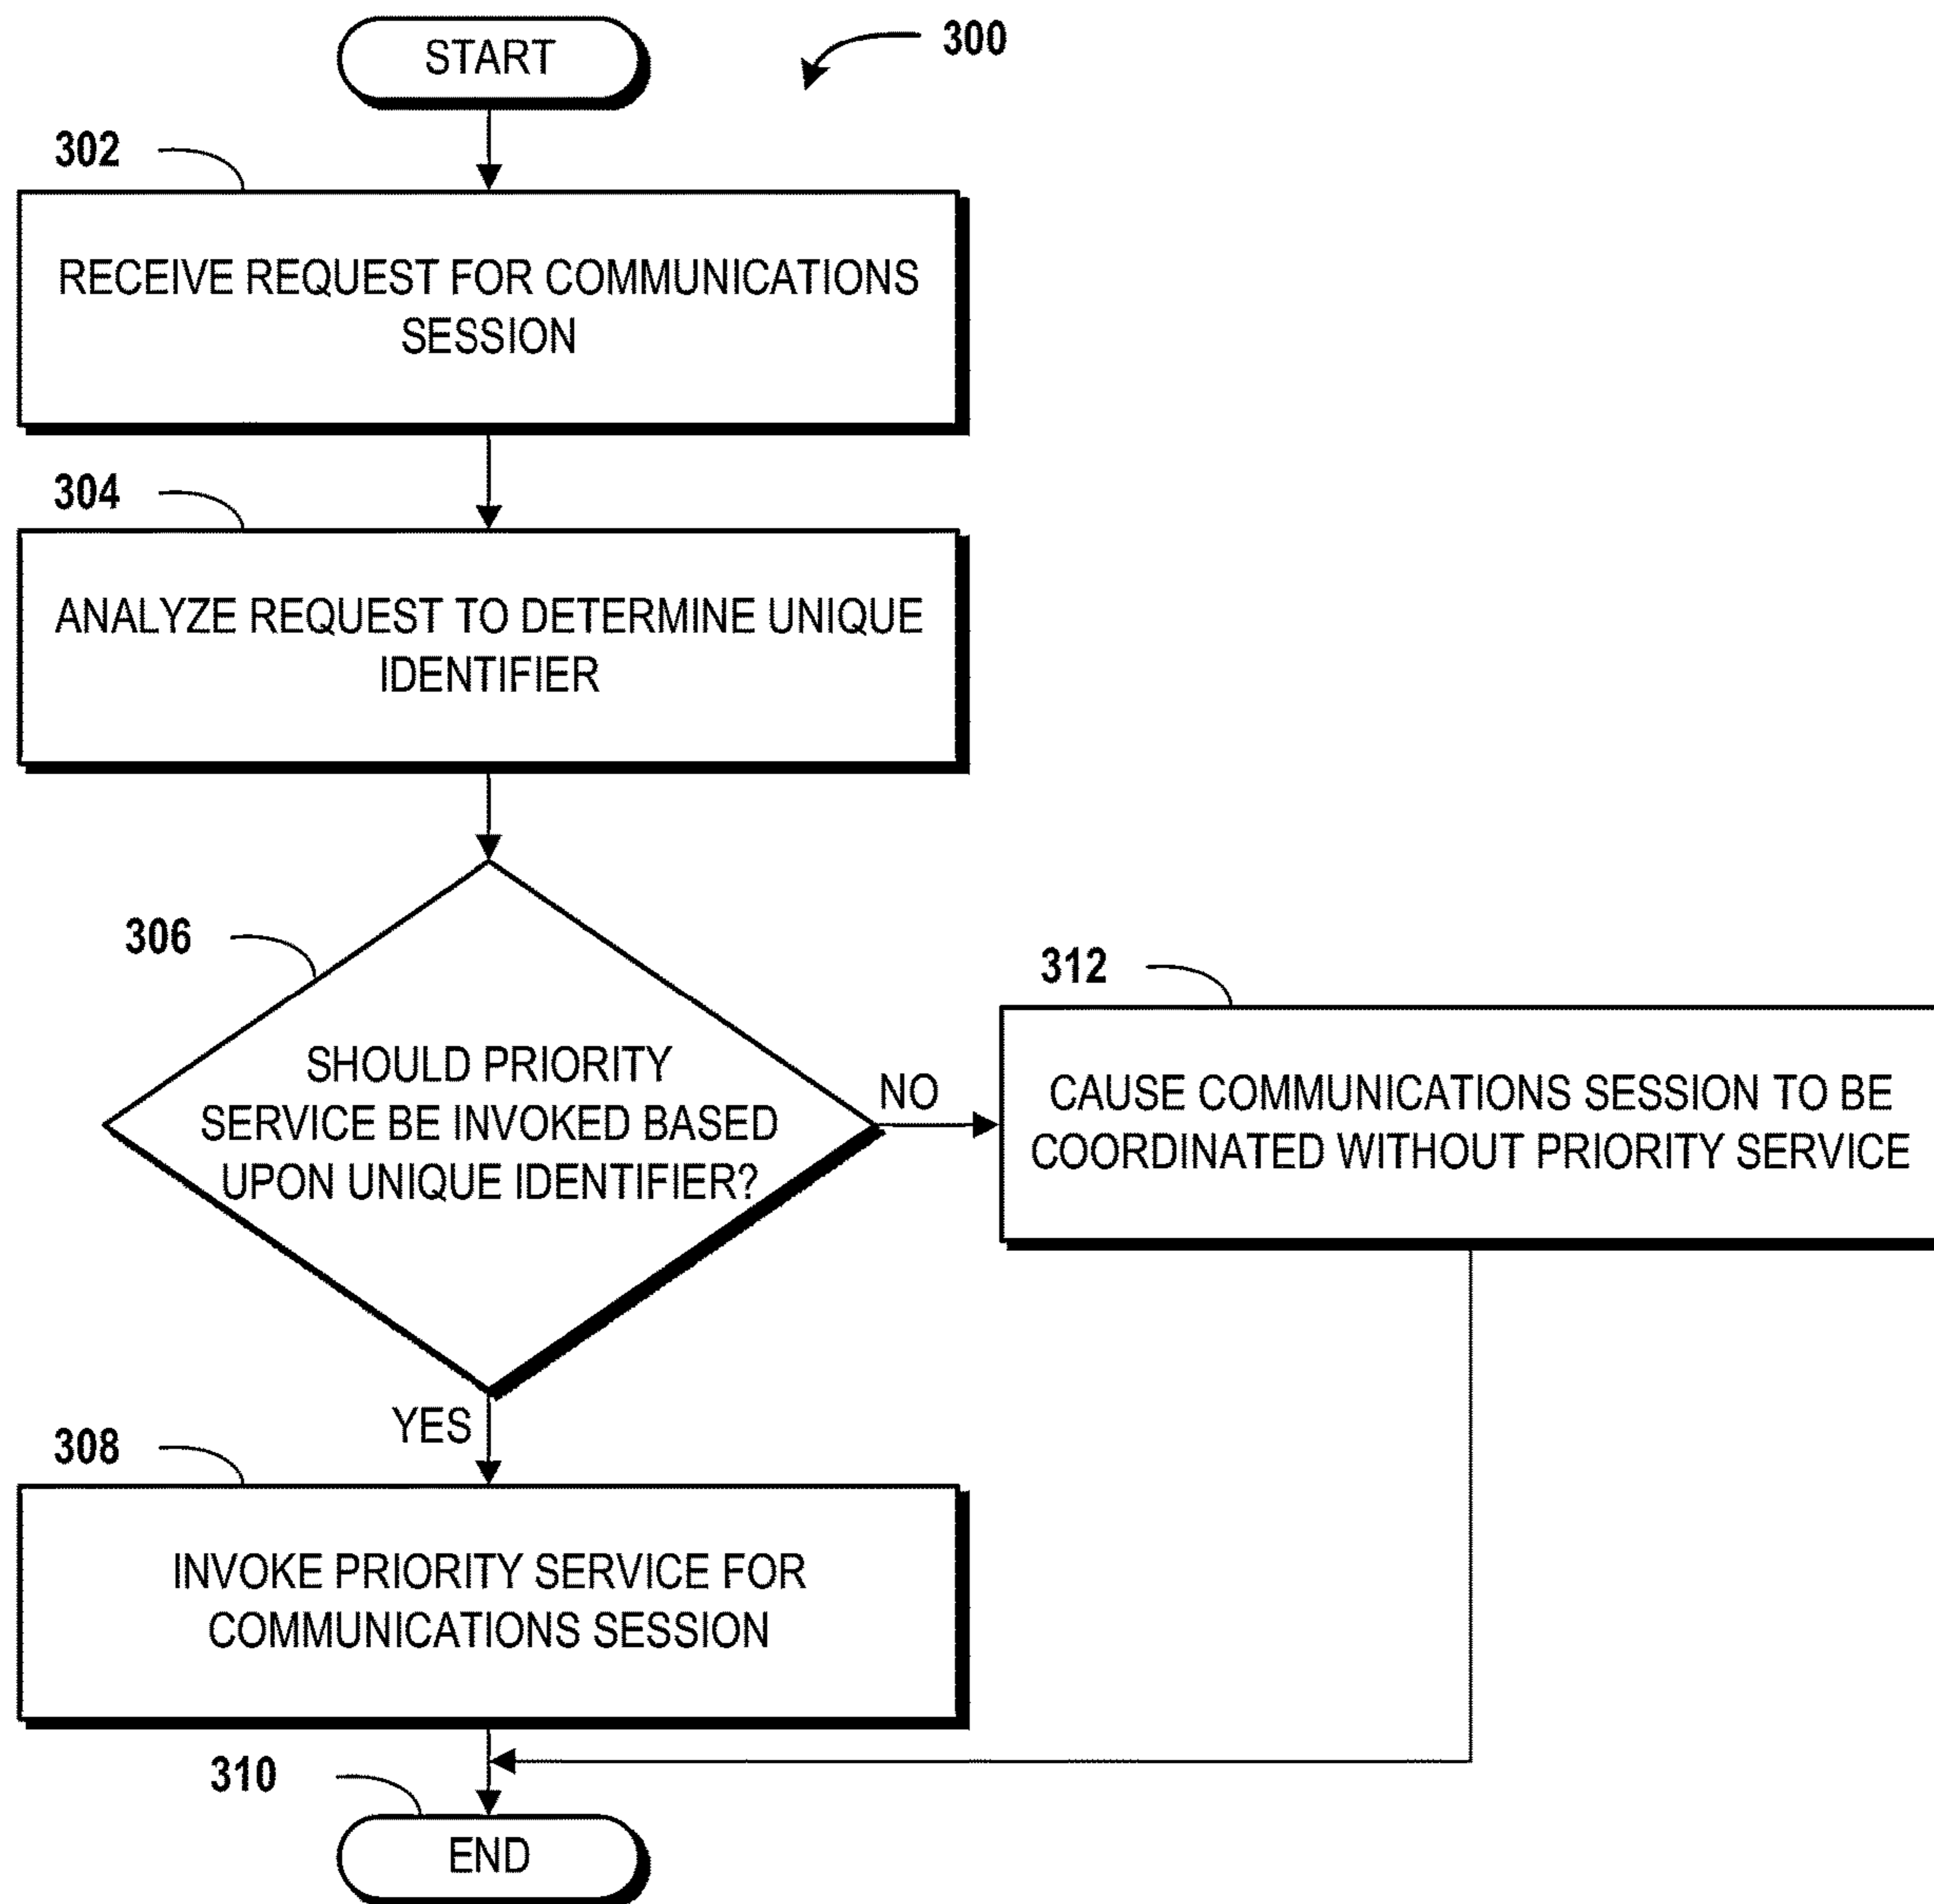 START
300
302
RECEIVE REQUEST FOR COMMUNICATIONS
SESSION
304
ANALYZE REQUEST TO DETERMINE UNIQUE
IDENTIFIER
306
SHOULD PRIORITY
SERVICE BE INVOKED BASED
UPON UNIQUE IDENTIFIER?
NO
312
CAUSE COMMUNICATIONS SESSION TO BE
COORDINATED WITHOUT PRIORITY SERVICE
YES
308
INVOKE PRIORITY SERVICE FOR
COMMUNICATIONS SESSION
310
END